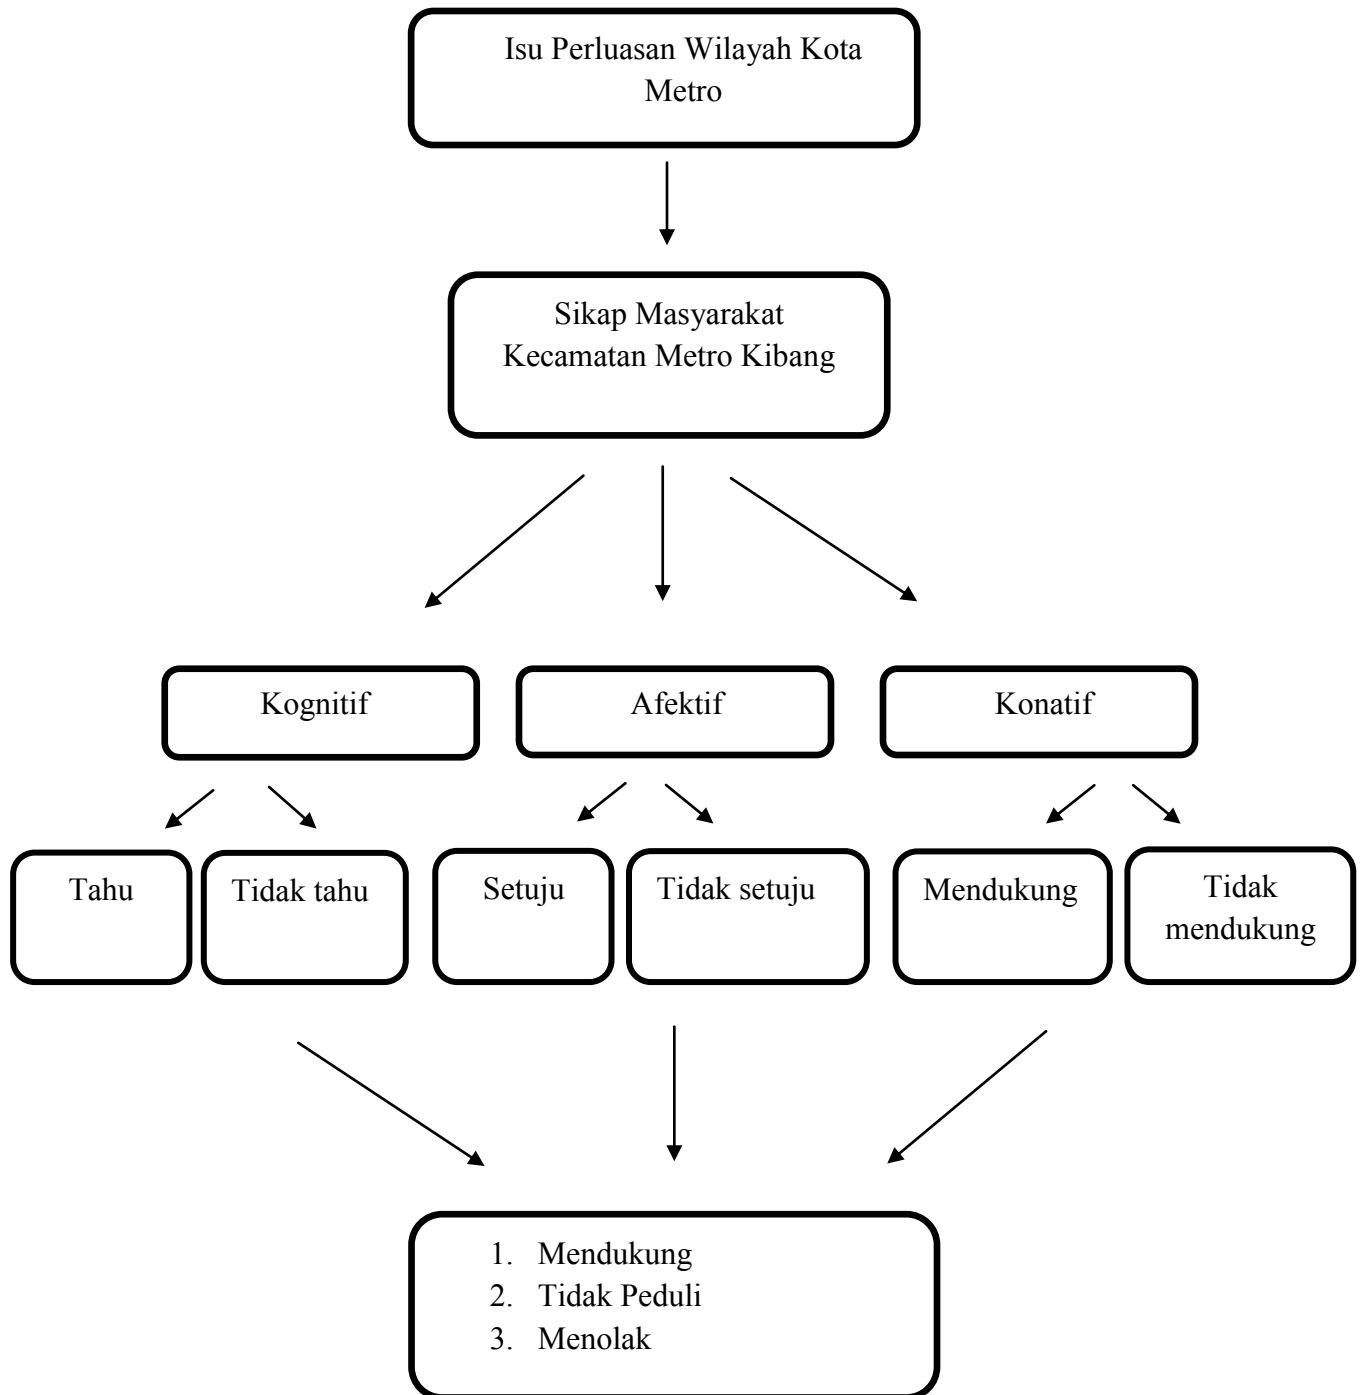 Isu Perluasan Wilayah Kota
Metro
Sikap Masyarakat
Kecamatan Metro Kibang
Kognitif
Afektif
Konatif
Tahu
Tidak tahu
Setuju
Tidak setuju
Mendukung
Tidak
mendukung
1. Mendukung
2. Tidak Peduli
3. Menolak